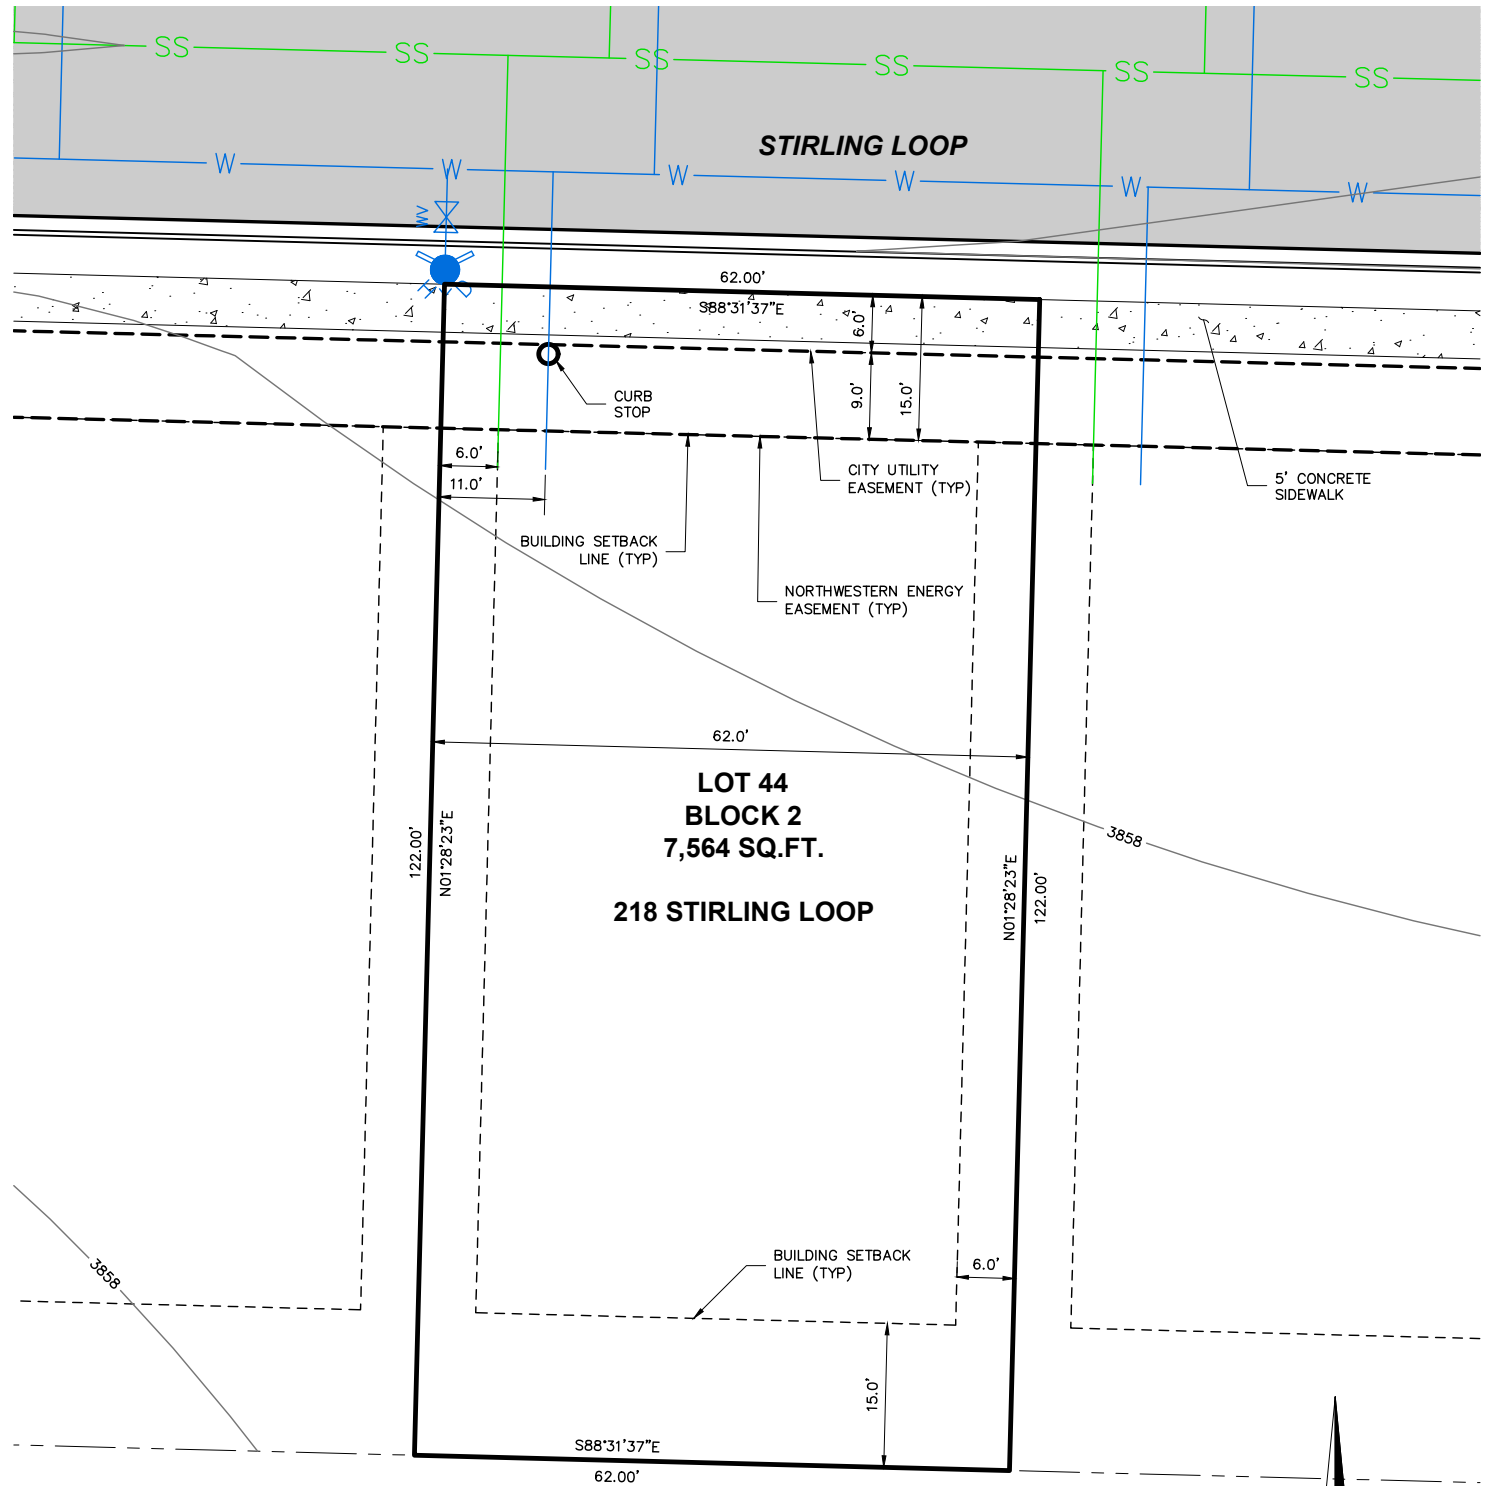 SS SS SS SS SS SS
STIRLING LOOP
W W W W W W
WV
HYD
62.00'
S88°31'37"E
6.0'
9.0'
15.0'
CURB
STOP
6.0'
11.0'
CITY UTILITY
EASEMENT (TYP)
5' CONCRETE
SIDEWALK
BUILDING SETBACK
LINE (TYP)
NORTHWESTERN ENERGY
EASEMENT (TYP)
62.0'
LOT 44
BLOCK 2
7,564 SQ.FT.
218 STIRLING LOOP
122.00'
N01°28'23"E
N01°28'23"E
122.00'
3858
3858
BUILDING SETBACK
LINE (TYP)
6.0'
15.0'
S88°31'37"E
62.00'